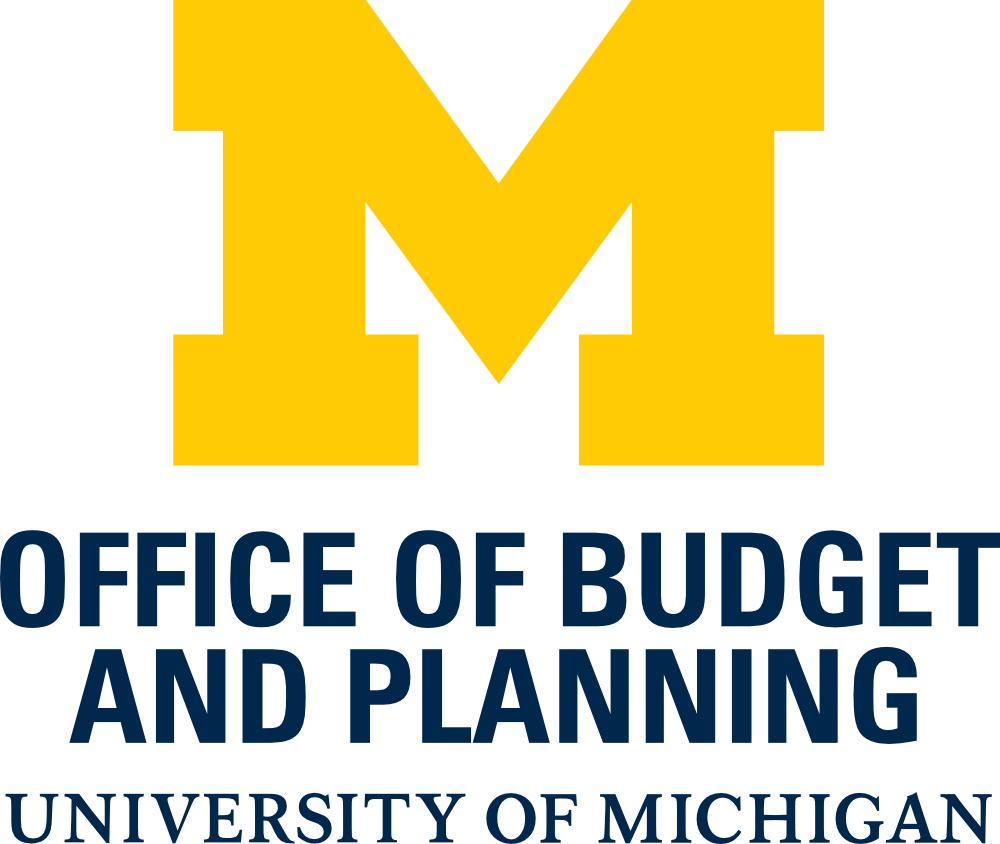 M
OFFICE OF BUDGET
AND PLANNING
UNIVERSITY OF MICHIGAN